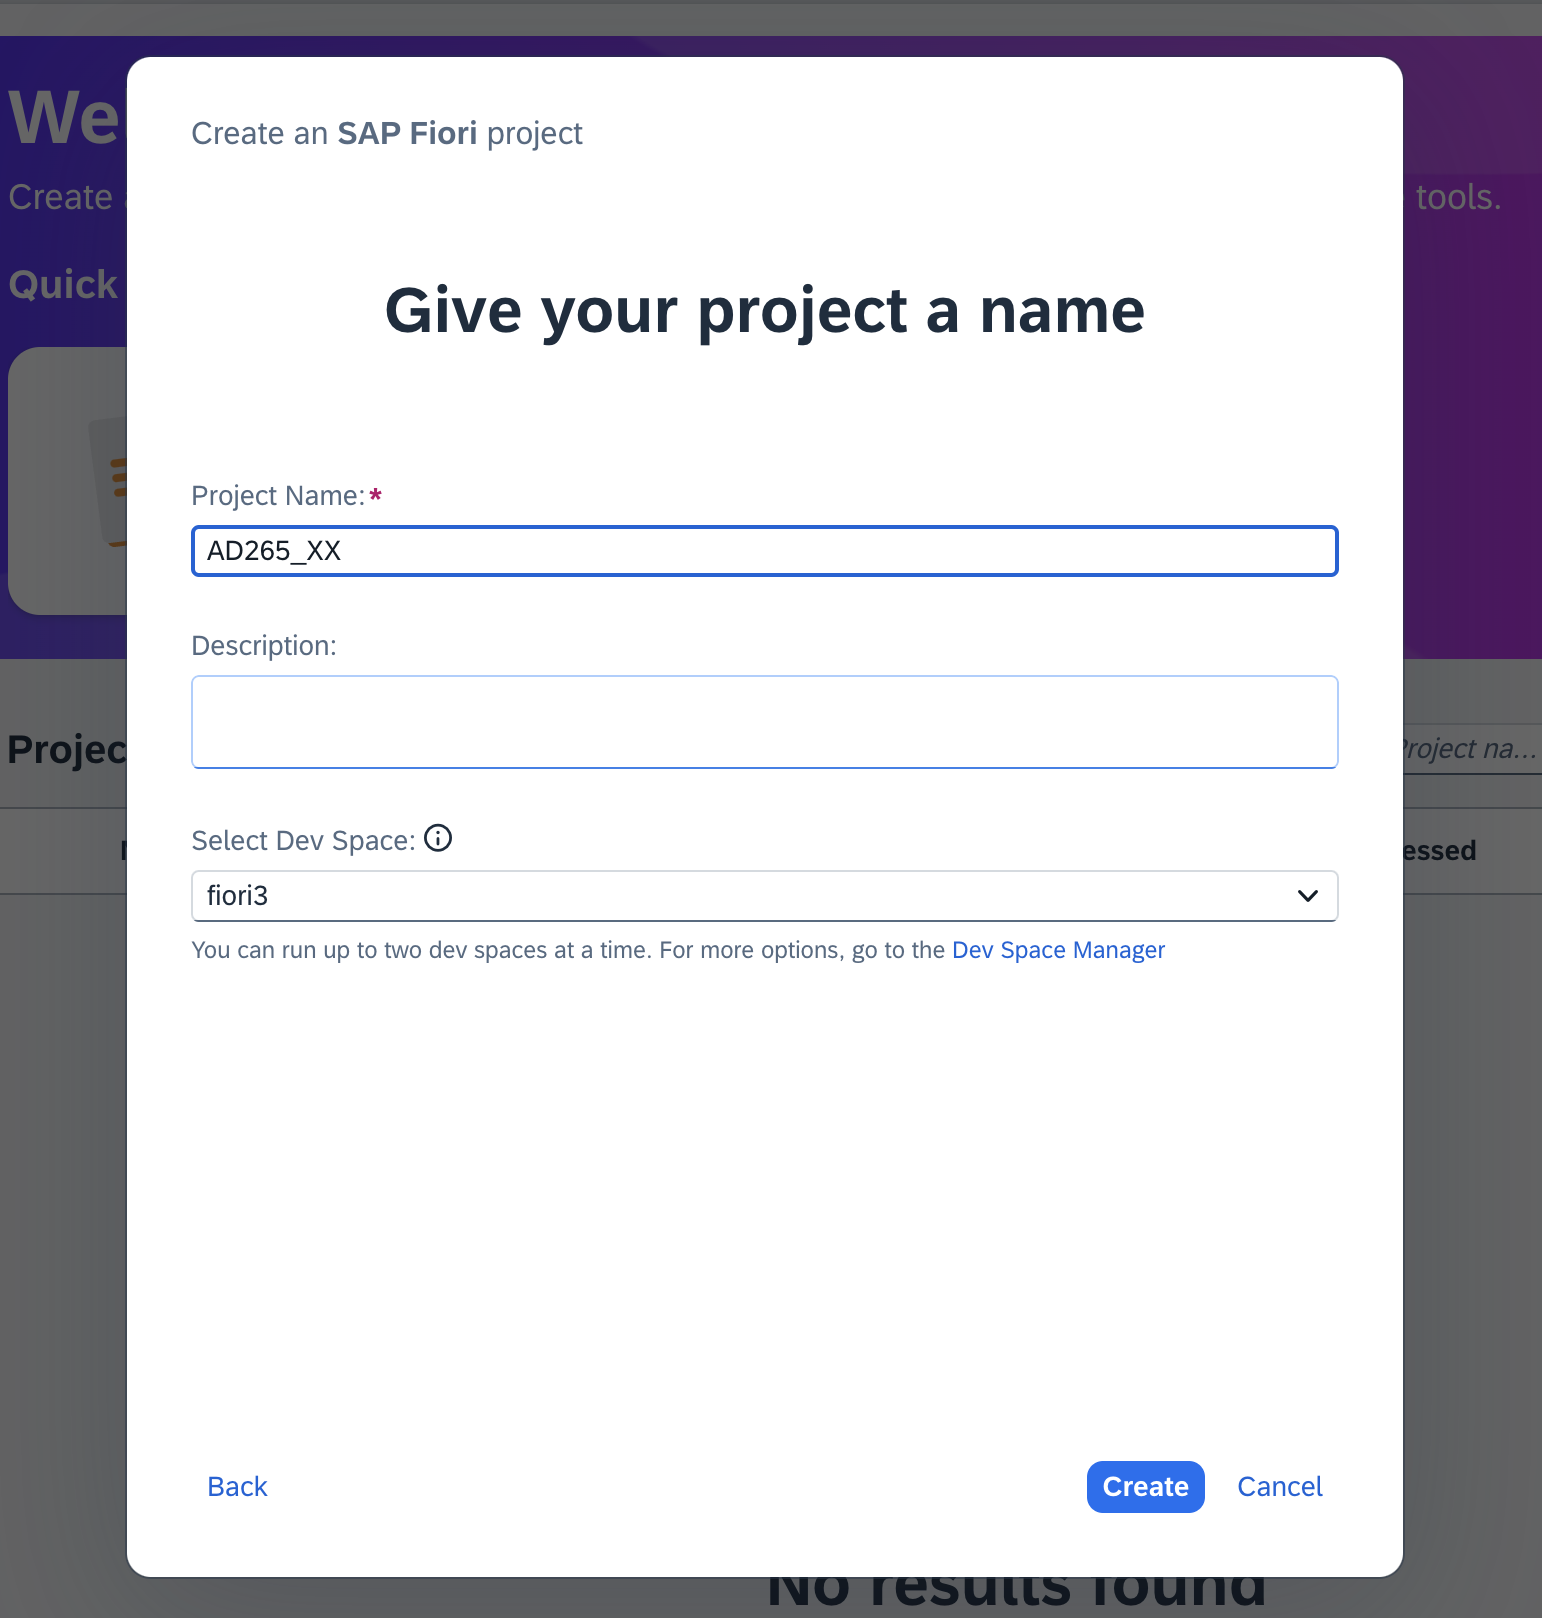 We
Create
tools.
Quick
Create an SAP Fiori project
Give your project a name
Project Name:*
AD265_XX
Description:
Projec
Project na...
Select Dev Space:
fiori3
essed
You can run up to two dev spaces at a time. For more options, go to the Dev Space Manager
Back
Create
Cancel
No results found